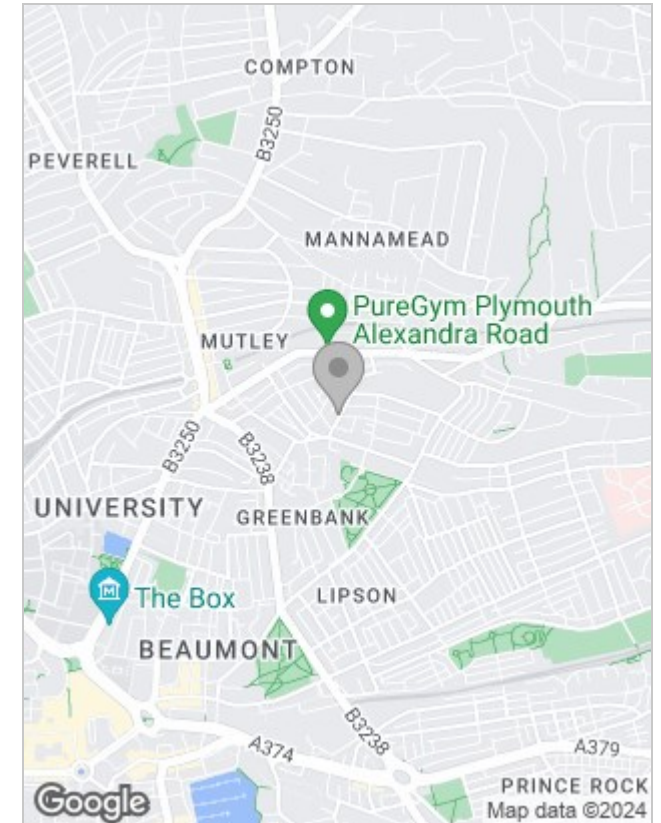 COMPTON
B3250
PEVERELL
MANNAMEAD
PureGym Plymouth
Alexandra Road
MUTLEY
B3250
B3238
UNIVERSITY
GREENBANK
The Box
LIPSON
BEAUMONT
B3238
A374
A379
PRINCE ROCK
Google
Map data ©2024